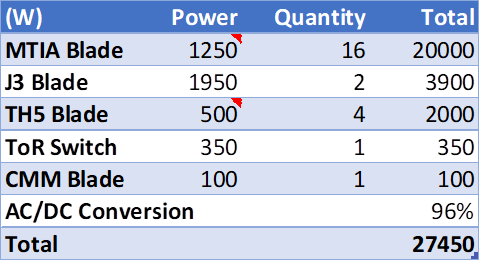 (W) Power Quantity Total
MTIA Blade 1250 16 20000
J3 Blade 1950 2 3900
TH5 Blade 500 4 2000
ToR Switch 350 1 350
CMM Blade 100 1 100
AC/DC Conversion 96%
Total 27450